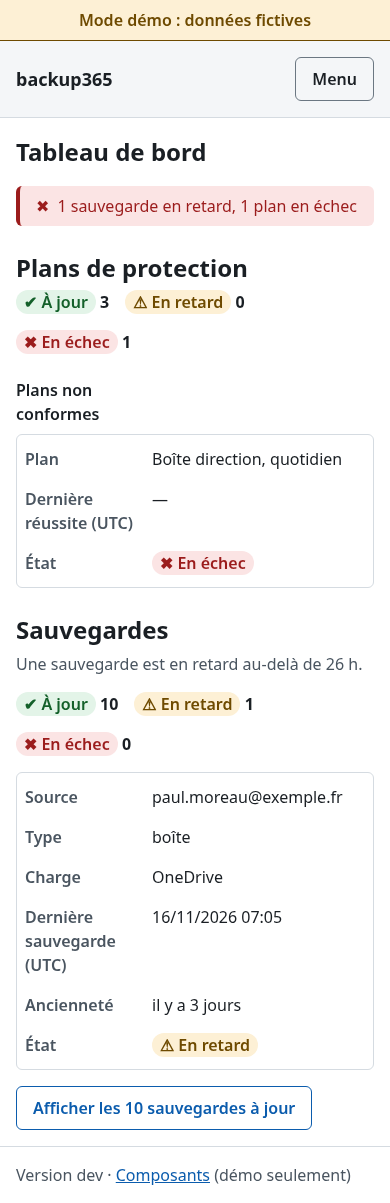 Mode démo : données fictives
backup365
Menu
Tableau de bord
✖ 1 sauvegarde en retard, 1 plan en échec
Plans de protection
✔ À jour 3 ⚠ En retard 0
✖ En échec 1
Plans non
conformes
Plan Boîte direction, quotidien
Dernière —
réussite (UTC)
État ✖ En échec
Sauvegardes
Une sauvegarde est en retard au-delà de 26 h.
✔ À jour 10 ⚠ En retard 1
✖ En échec 0
Source paul.moreau@exemple.fr
Type boîte
Charge OneDrive
Dernière 16/11/2026 07:05
sauvegarde
(UTC)
Ancienneté il y a 3 jours
État ⚠ En retard
Afficher les 10 sauvegardes à jour
Version dev · Composants (démo seulement)